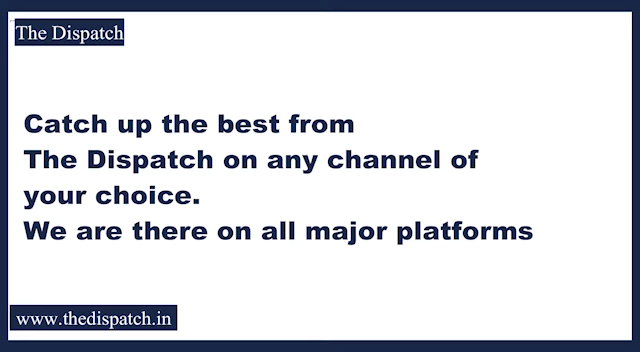 The Dispatch
Catch up the best from
The Dispatch on any channel of
your choice.
We are there on all major platforms
www.thedispatch.in